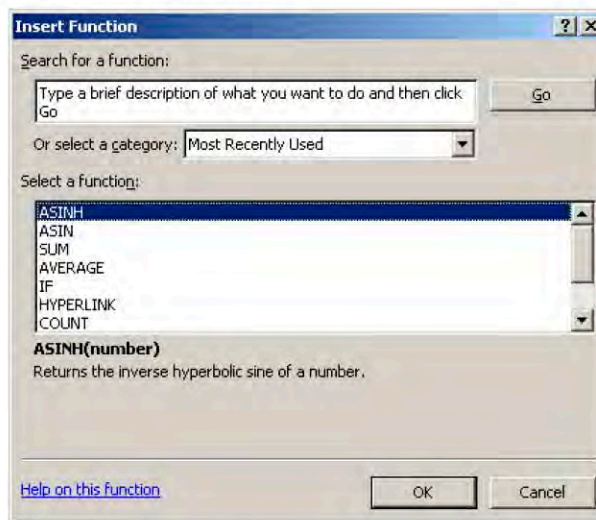 Insert Function
Search for a function:
Type a brief description of what you want to do and then click
Go
Go
Or select a category: Most Recently Used
Select a function:
ASINH
ASIN
SUM
AVERAGE
IF
HYPERLINK
COUNT
ASINH(number)
Returns the inverse hyperbolic sine of a number.
Help on this function
OK
Cancel